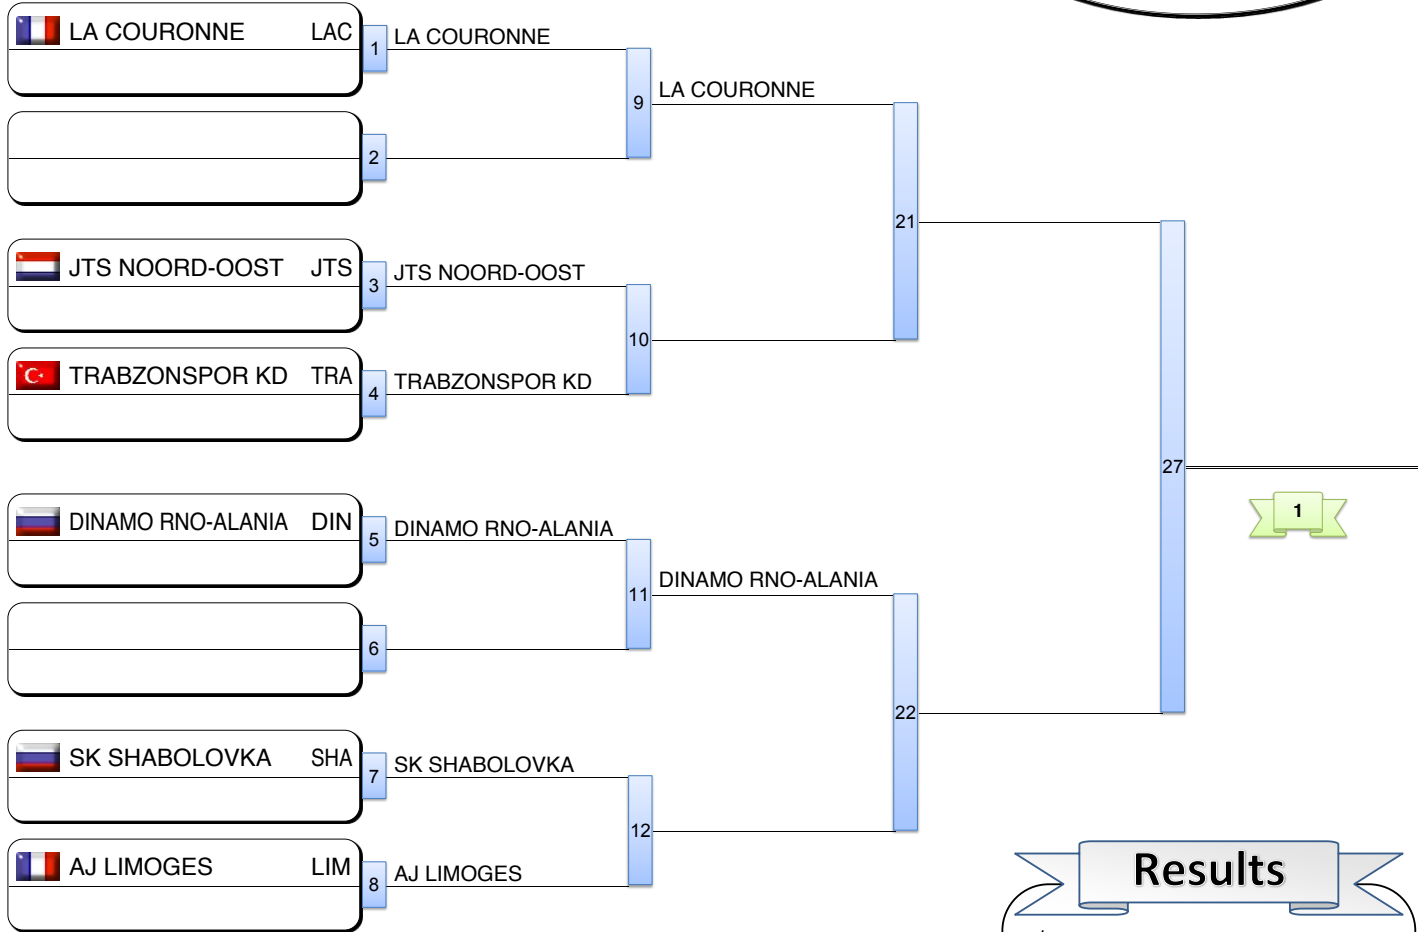 LA COURONNE LAC
1 LA COURONNE
9 LA COURONNE
2
21
JTS NOORD-OOST JTS
3 JTS NOORD-OOST
10
TRABZONSPOR KD TRA
4 TRABZONSPOR KD
27
1
DINAMO RNO-ALANIA DIN
5 DINAMO RNO-ALANIA
11 DINAMO RNO-ALANIA
6
22
SK SHABOLOVKA SHA
7 SK SHABOLOVKA
12
AJ LIMOGES LIM
8 AJ LIMOGES
Results